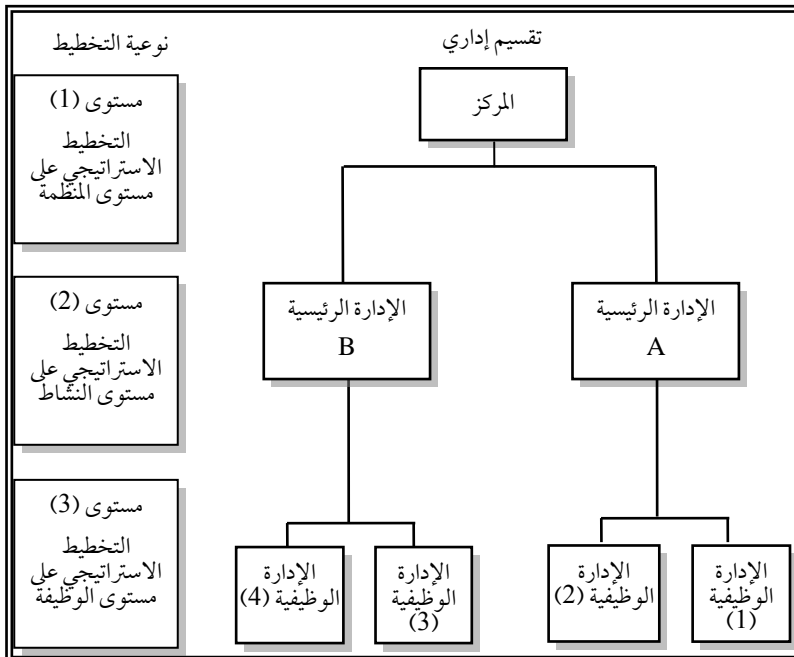 تقسيم إداري
نوعية التخطيط
المركز
مستوى (1)
التخطيط
الاستراتيجي على
مستوى المنظمة
الإدارة الرئيسية
A
الإدارة الرئيسية
B
مستوى (2)
التخطيط
الاستراتيجي على
مستوى النشاط
الإدارة
الوظيفية
(1)
الإدارة
الوظيفية (2)
الإدارة
الوظيفية
(3)
الإدارة
الوظيفية (4)
مستوى (3)
التخطيط
الاستراتيجي على
مستوى الوظيفة